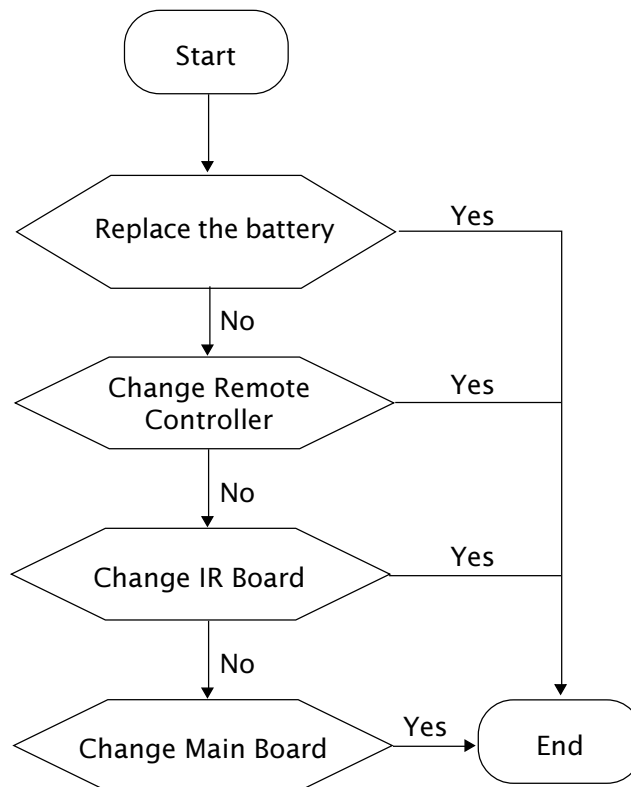 Start
Replace the battery
Yes
No
Change Remote
Controller
Yes
No
Change IR Board
Yes
No
Change Main Board
Yes
End